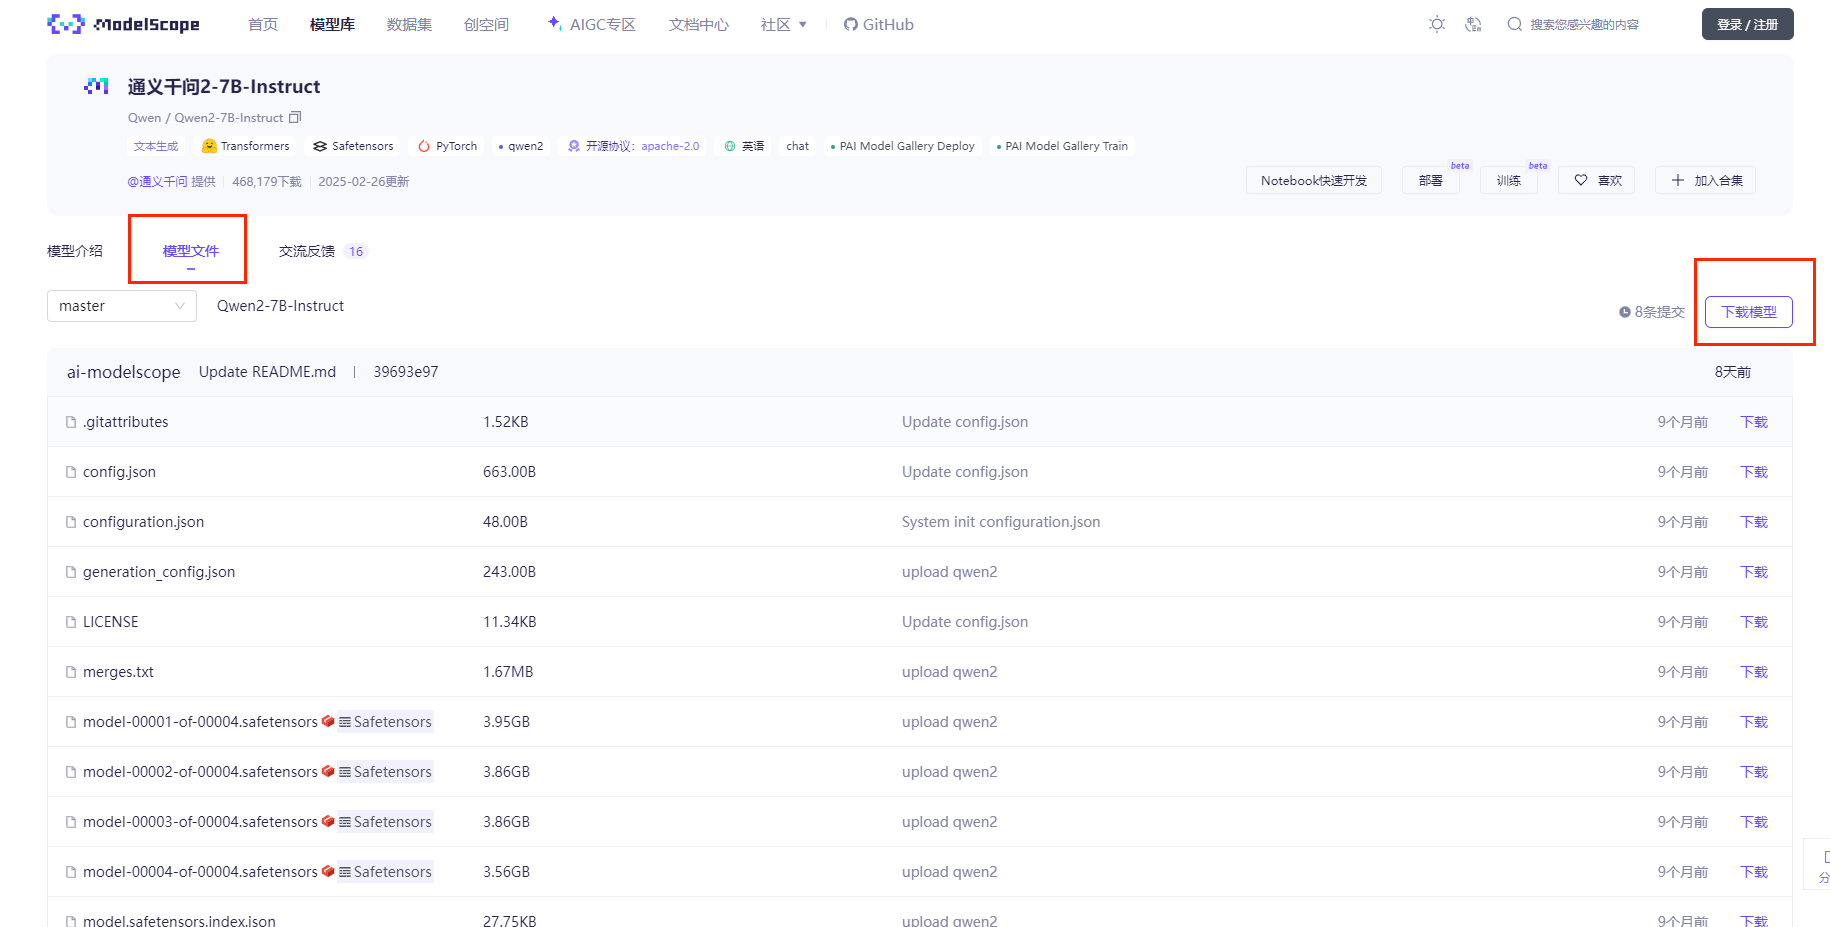 ModelScope 首页 模型库 数据集 创空间 AIGC专区 文档中心 社区 GitHub 搜索您感兴趣的内容 登录 / 注册
通义千问2-7B-Instruct
Qwen / Qwen2-7B-Instruct
文本生成 Transformers Safetensors PyTorch qwen2 开源协议: apache-2.0 英语 chat PAI Model Gallery Deploy PAI Model Gallery Train
@通义千问 提供 468,179下载 2025-02-26更新 Notebook快速开发 部署 beta 训练 beta 喜欢 加入合集
模型介绍 模型文件 交流反馈 16
master Qwen2-7B-Instruct 8条提交 下载模型
ai-modelscope Update README.md | 39693e97 8天前
.gitattributes 1.52KB Update config.json 9个月前 下载
config.json 663.00B Update config.json 9个月前 下载
configuration.json 48.00B System init configuration.json 9个月前 下载
generation_config.json 243.00B upload qwen2 9个月前 下载
LICENSE 11.34KB Update config.json 9个月前 下载
merges.txt 1.67MB upload qwen2 9个月前 下载
model-00001-of-00004.safetensors Safetensors 3.95GB upload qwen2 9个月前 下载
model-00002-of-00004.safetensors Safetensors 3.86GB upload qwen2 9个月前 下载
model-00003-of-00004.safetensors Safetensors 3.86GB upload qwen2 9个月前 下载
model-00004-of-00004.safetensors Safetensors 3.56GB upload qwen2 9个月前 下载
分
model.safetensors.index.json 27.75KB upload qwen2 9个月前 下载